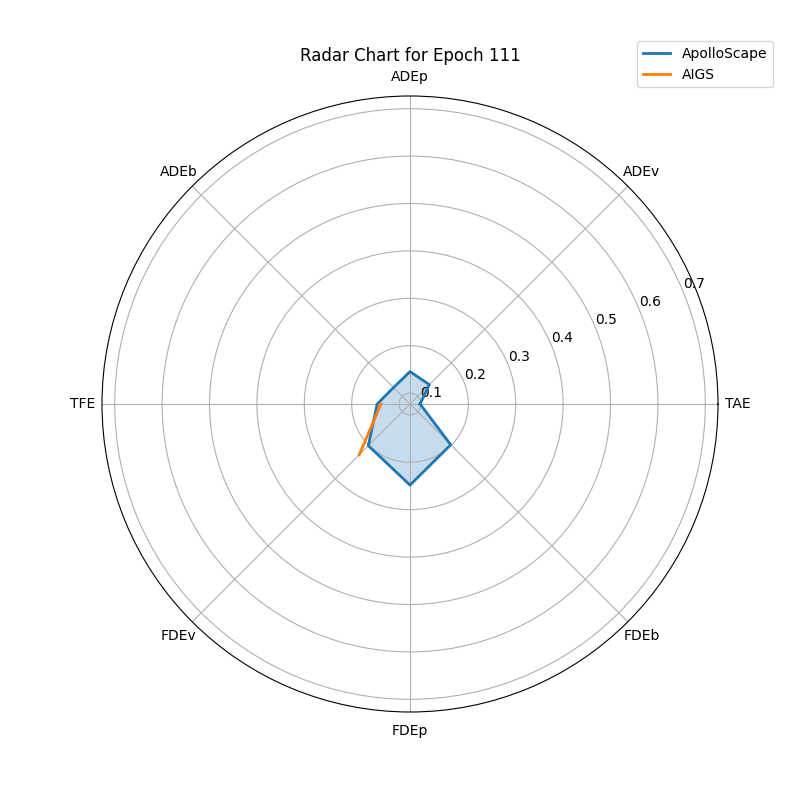 Radar Chart for Epoch 111
ApolloScape
AIGS
ADEp
ADEb
ADEv
0.7
0.6
0.5
0.4
0.3
0.2
0.1
TFE
TAE
FDEv
FDEb
FDEp